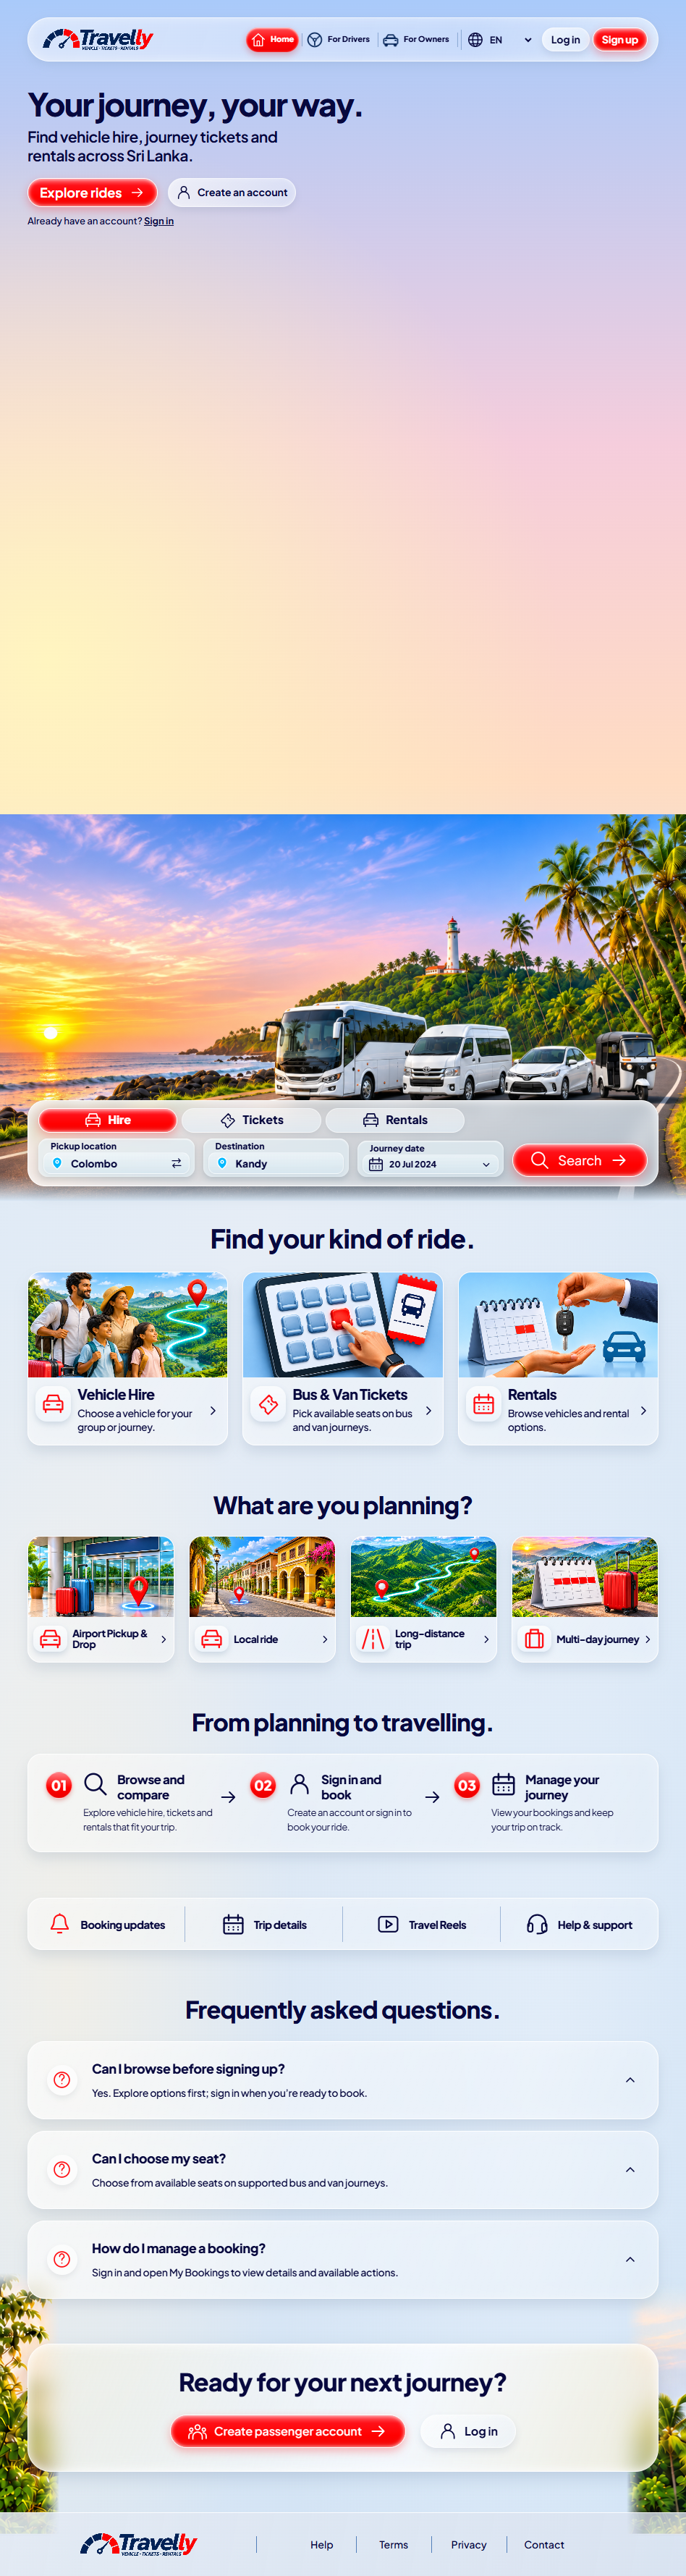 Travelly
VEHICLE • TICKETS • RENTALS
Home
For Drivers
For Owners
EN
Log in
Sign up
Your journey, your way.
Find vehicle hire, journey tickets and
rentals across Sri Lanka.
Explore rides
Create an account
Already have an account? Sign in
Hire
Tickets
Rentals
Pickup location
Colombo
Destination
Kandy
Journey date
20 Jul 2024
Search
Find your kind of ride.
Vehicle Hire
Choose a vehicle for your
group or journey.
Bus & Van Tickets
Pick available seats on bus
and van journeys.
Rentals
Browse vehicles and rental
options.
What are you planning?
Airport Pickup &
Drop
Local ride
Long-distance
trip
Multi-day journey
From planning to travelling.
01
Browse and
compare
Explore vehicle hire, tickets and
rentals that fit your trip.
02
Sign in and
book
Create an account or sign in to
book your ride.
03
Manage your
journey
View your bookings and keep
your trip on track.
Booking updates
Trip details
Travel Reels
Help & support
Frequently asked questions.
Can I browse before signing up?
Yes. Explore options first; sign in when you're ready to book.
Can I choose my seat?
Choose from available seats on supported bus and van journeys.
How do I manage a booking?
Sign in and open My Bookings to view details and available actions.
Ready for your next journey?
Create passenger account
Log in
Travelly
VEHICLE • TICKETS • RENTALS
Help
Terms
Privacy
Contact